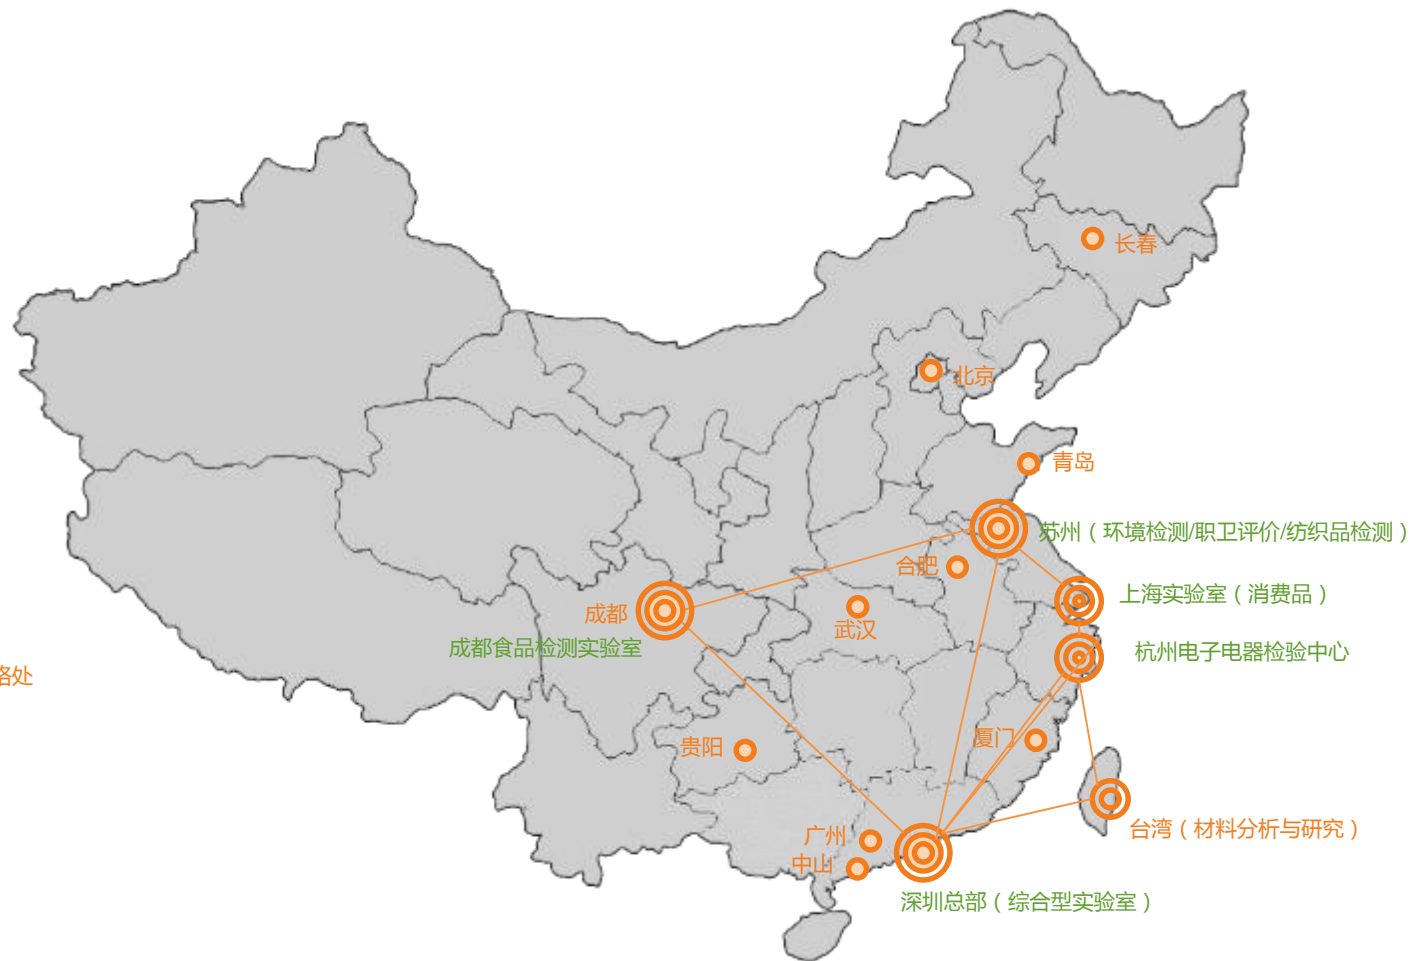 长春
北京
青岛
苏州（环境检测/职卫评价/纺织品检测）
合肥
上海实验室（消费品）
成都
武汉
成都食品检测实验室
杭州电子电器检验中心
处
厦门
贵阳
台湾（材料分析与研究）
广州
中山
深圳总部（综合型实验室）